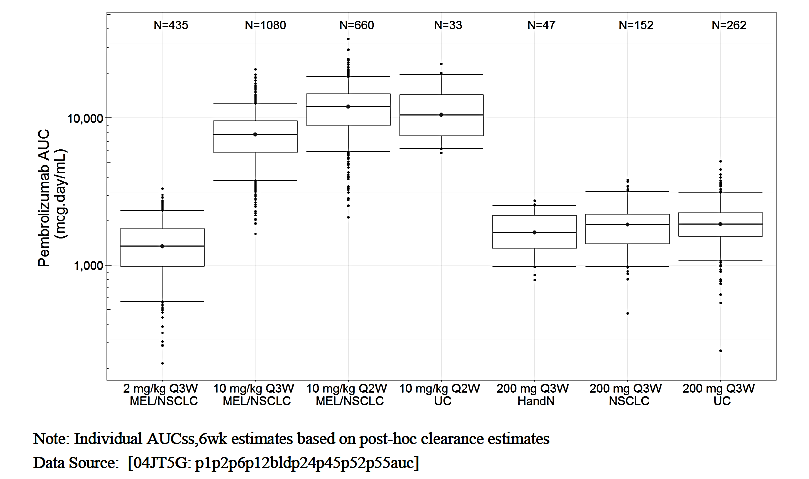 N=435 N=1080 N=660 N=33 N=47 N=152 N=262
Pembrolizumab AUC
(mcg.day/mL)
10,000
1,000
2 mg/kg Q3W
MEL/NSCLC
10 mg/kg Q3W
MEL/NSCLC
10 mg/kg Q2W
MEL/NSCLC
10 mg/kg Q2W
UC
200 mg Q3W
HandN
200 mg Q3W
NSCLC
200 mg Q3W
UC
Note: Individual AUCss,6wk estimates based on post-hoc clearance estimates
Data Source: [04JT5G: p1p2p6p12bldp24p45p52p55auc]